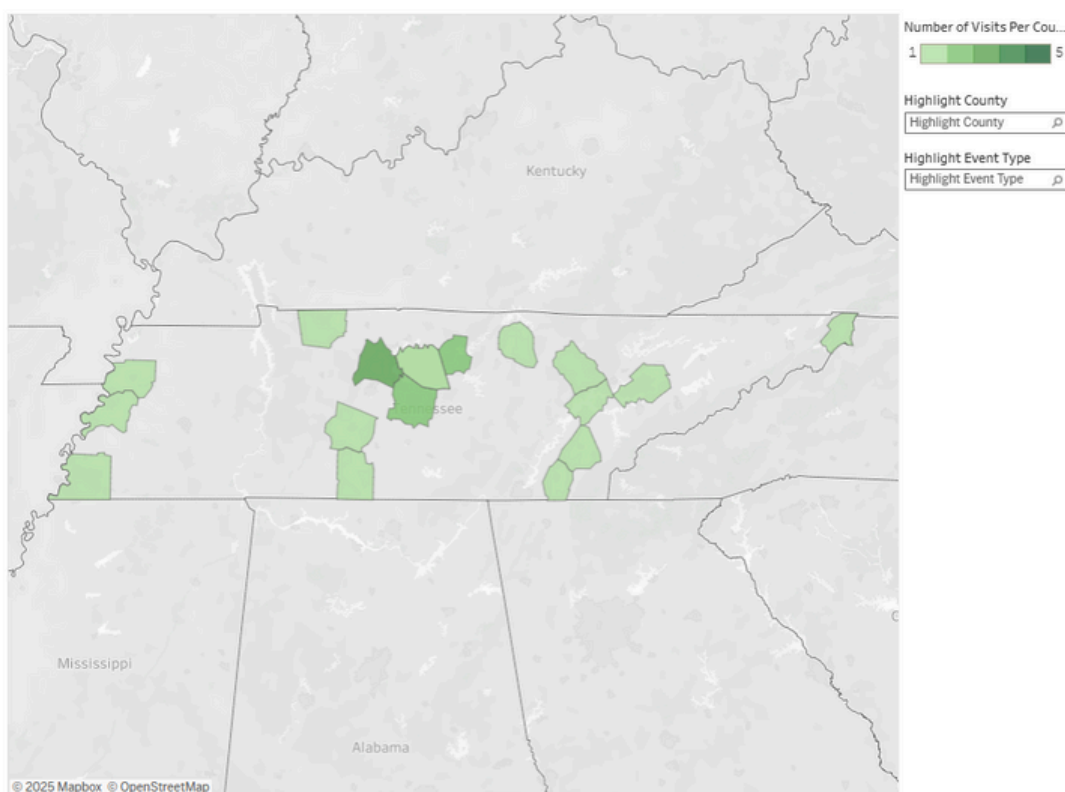 Number of Visits Per Cou...
1 5
Highlight County
Highlight County
Highlight Event Type
Highlight Event Type
Kentucky
Tennessee
Mississippi
Alabama
© 2025 Mapbox © OpenStreetMap